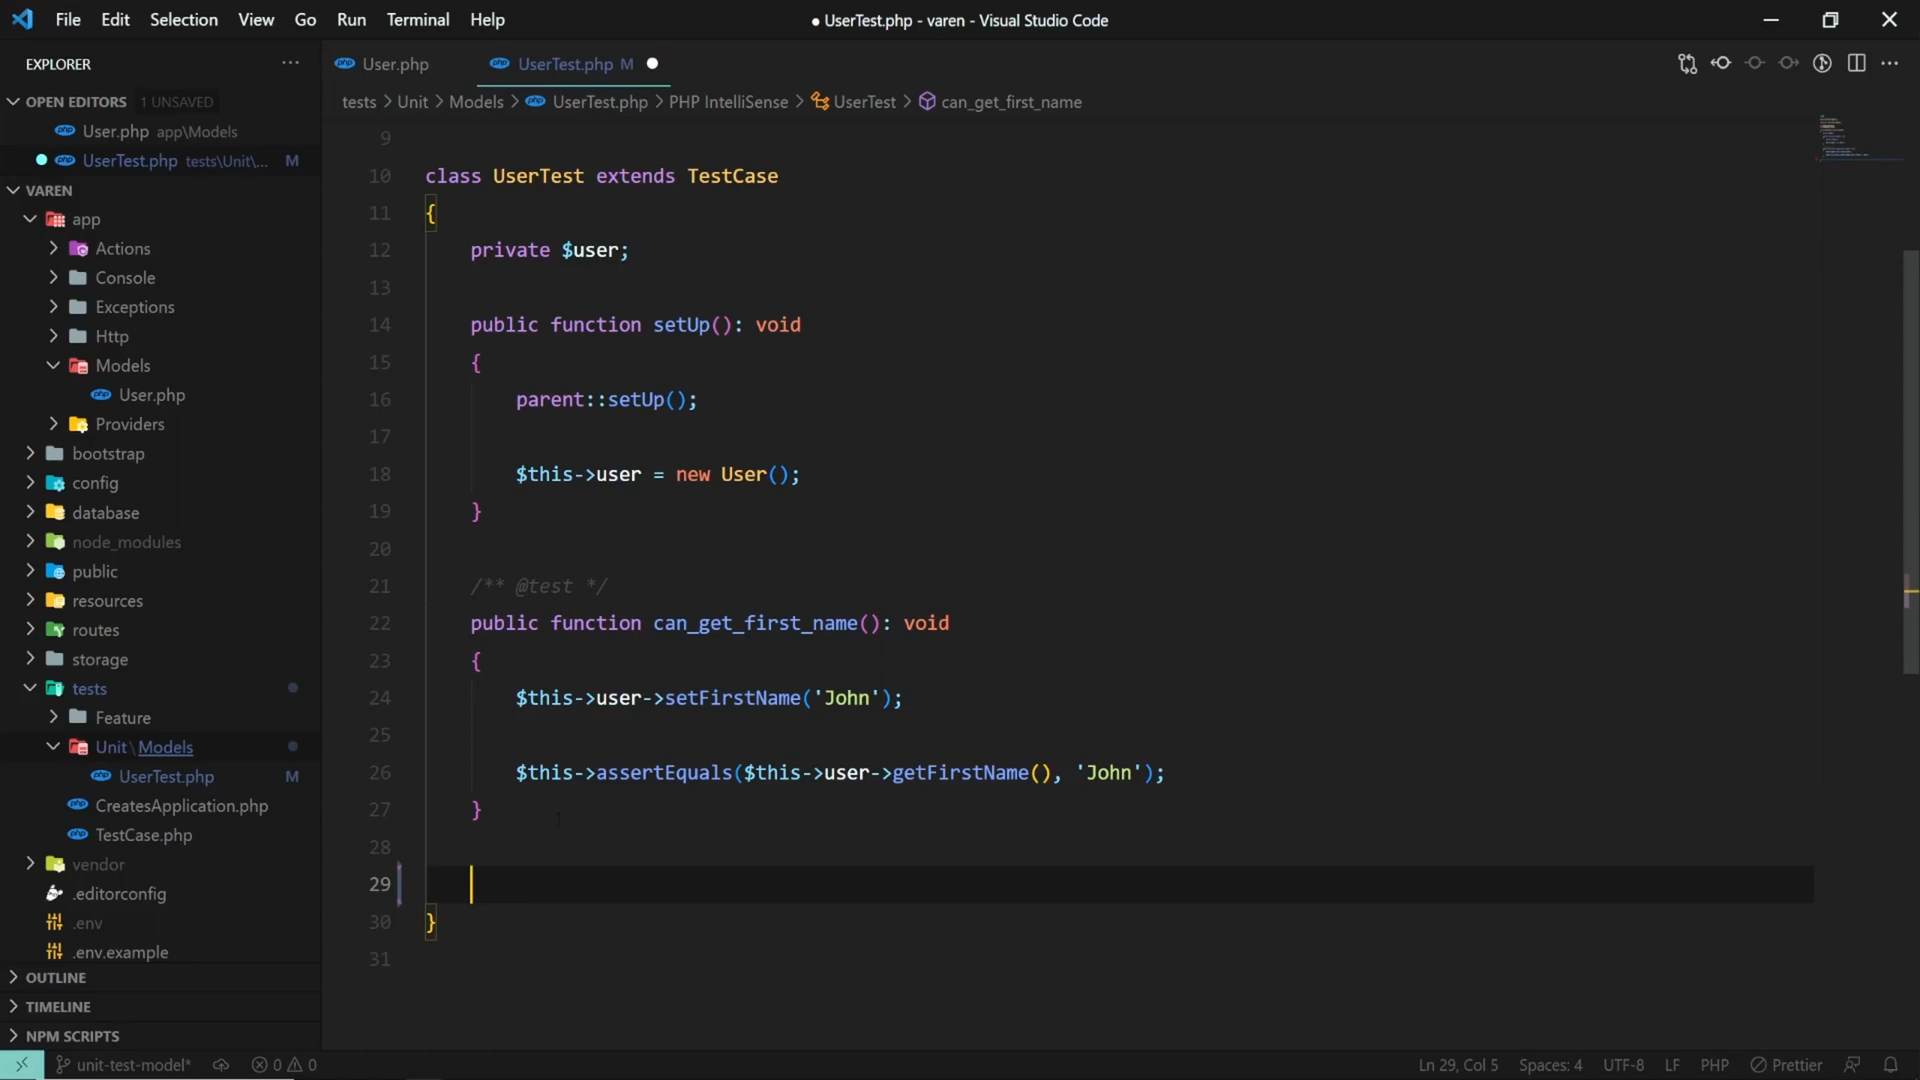 File Edit Selection View Go Run Terminal Help
● UserTest.php - varen - Visual Studio Code
EXPLORER
OPEN EDITORS 1 UNSAVED
User.php app\Models
UserTest.php tests\Unit\... M
VAREN
app
Actions
Console
Exceptions
Http
Models
User.php
Providers
bootstrap
config
database
node_modules
public
resources
routes
storage
tests
Feature
Unit\Models
UserTest.php M
CreatesApplication.php
TestCase.php
vendor
.editorconfig
.env
.env.example
OUTLINE
TIMELINE
NPM SCRIPTS
User.php
UserTest.php M
tests > Unit > Models > UserTest.php > PHP IntelliSense > UserTest > can_get_first_name
9
10 class UserTest extends TestCase
11 {
12 private $user;
13
14 public function setUp(): void
15 {
16 parent::setUp();
17
18 $this->user = new User();
19 }
20
21 /** @test */
22 public function can_get_first_name(): void
23 {
24 $this->user->setFirstName('John');
25
26 $this->assertEquals($this->user->getFirstName(), 'John');
27 }
28
29
30 }
31
unit-test-model* 0 0
Ln 29, Col 5 Spaces: 4 UTF-8 LF PHP Prettier